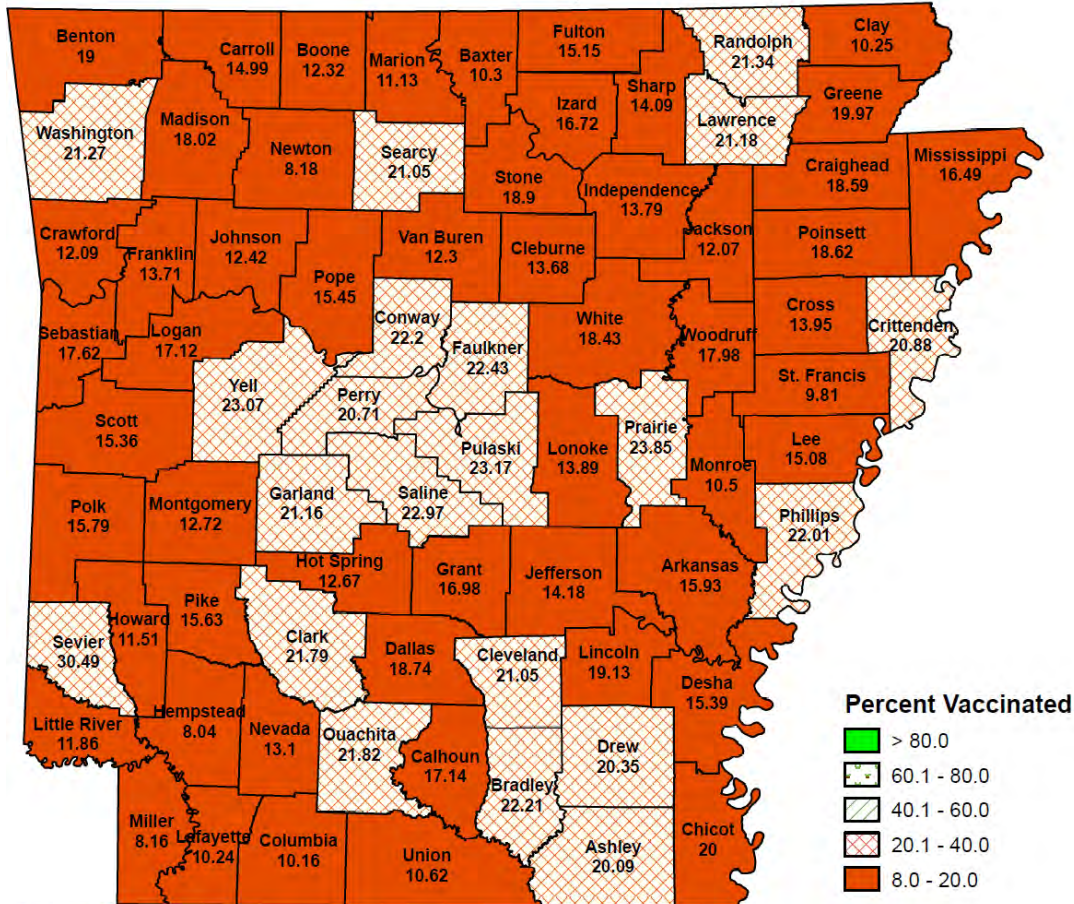 Benton
19
Carroll
14.99
Boone
12.32
Marion
11.13
Baxter
10.3
Fulton
15.15
Randolph
21.34
Clay
10.25
Washington
21.27
Madison
18.02
Newton
8.18
Searcy
21.05
Stone
18.9
Izard
16.72
Sharp
14.09
Lawrence
21.18
Greene
19.97
Independence
13.79
Craighead
18.59
Mississippi
16.49
Crawford
12.09
Franklin
13.71
Johnson
12.42
Pope
15.45
Van Buren
12.3
Cleburne
13.68
Jackson
12.07
Poinsett
18.62
Sebastian
17.62
Logan
17.12
Conway
22.2
Faulkner
22.43
White
18.43
Woodruff
17.98
Cross
13.95
Crittenden
20.88
St. Francis
9.81
Scott
15.36
Yell
23.07
Perry
20.71
Pulaski
23.17
Lonoke
13.89
Prairie
23.85
Monroe
10.5
Lee
15.08
Polk
15.79
Montgomery
12.72
Garland
21.16
Saline
22.97
Phillips
22.01
Hot Spring
12.67
Grant
16.98
Jefferson
14.18
Arkansas
15.93
Sevier
30.49
Howard
11.51
Pike
15.63
Clark
21.79
Dallas
18.74
Cleveland
21.05
Lincoln
19.13
Desha
15.39
Little River
11.86
Hempstead
8.04
Nevada
13.1
Ouachita
21.82
Calhoun
17.14
Bradley
22.21
Drew
20.35
Miller
8.16
Lafayette
10.24
Columbia
10.16
Union
10.62
Ashley
20.09
Chicot
20
Percent Vaccinated
> 80.0
60.1 - 80.0
40.1 - 60.0
20.1 - 40.0
8.0 - 20.0